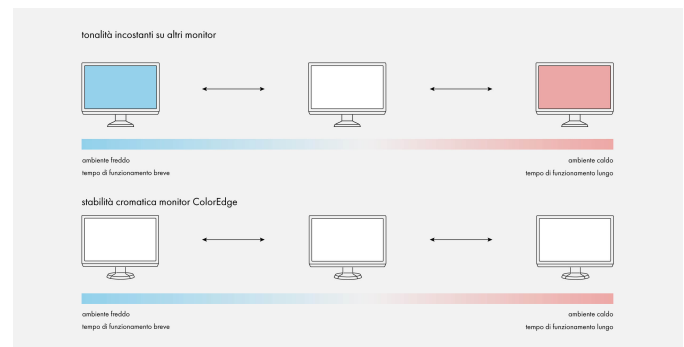 tonalità incostanti su altri monitor
ambiente freddo
ambiente caldo
tempo di funzionamento breve
tempo di funzionamento lungo
stabilità cromatica monitor ColorEdge
ambiente freddo
ambiente caldo
tempo di funzionamento breve
tempo di funzionamento lungo